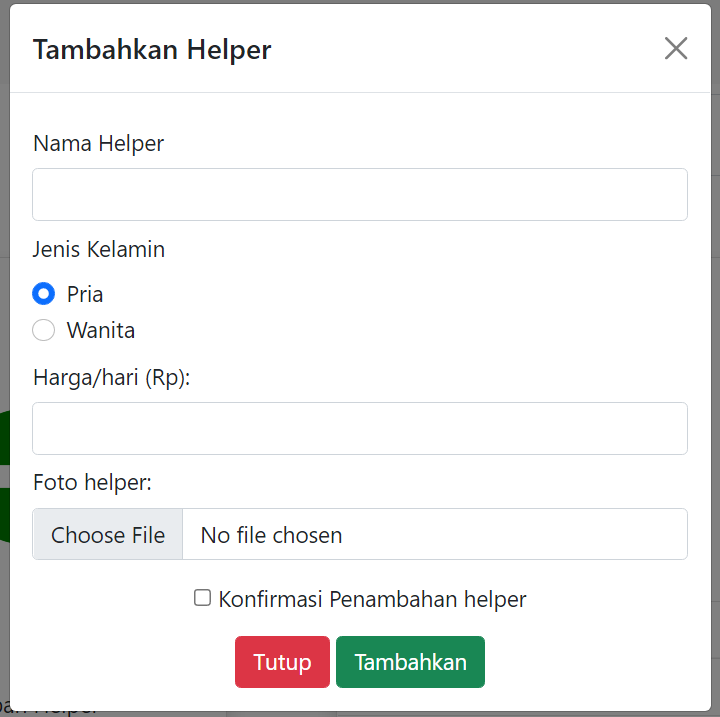 Tambahkan Helper
Nama Helper
Jenis Kelamin
Pria
Wanita
Harga/hari (Rp):
Foto helper:
Choose File No file chosen
Konfirmasi Penambahan helper
Tutup Tambahkan
Helper